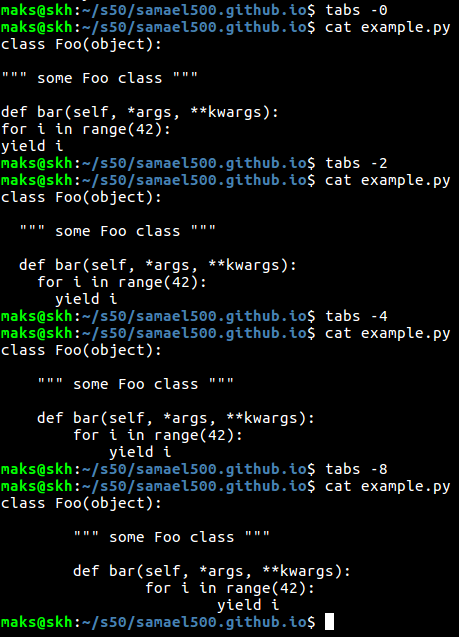 maks@skh:~/s50/samael500.github.io$ tabs -0
maks@skh:~/s50/samael500.github.io$ cat example.py
class Foo(object):

""" some Foo class """

def bar(self, *args, **kwargs):
for i in range(42):
yield i
maks@skh:~/s50/samael500.github.io$ tabs -2
maks@skh:~/s50/samael500.github.io$ cat example.py
class Foo(object):

  """ some Foo class """

  def bar(self, *args, **kwargs):
    for i in range(42):
      yield i
maks@skh:~/s50/samael500.github.io$ tabs -4
maks@skh:~/s50/samael500.github.io$ cat example.py
class Foo(object):

    """ some Foo class """

    def bar(self, *args, **kwargs):
        for i in range(42):
            yield i
maks@skh:~/s50/samael500.github.io$ tabs -8
maks@skh:~/s50/samael500.github.io$ cat example.py
class Foo(object):

        """ some Foo class """

        def bar(self, *args, **kwargs):
                for i in range(42):
                        yield i
maks@skh:~/s50/samael500.github.io$